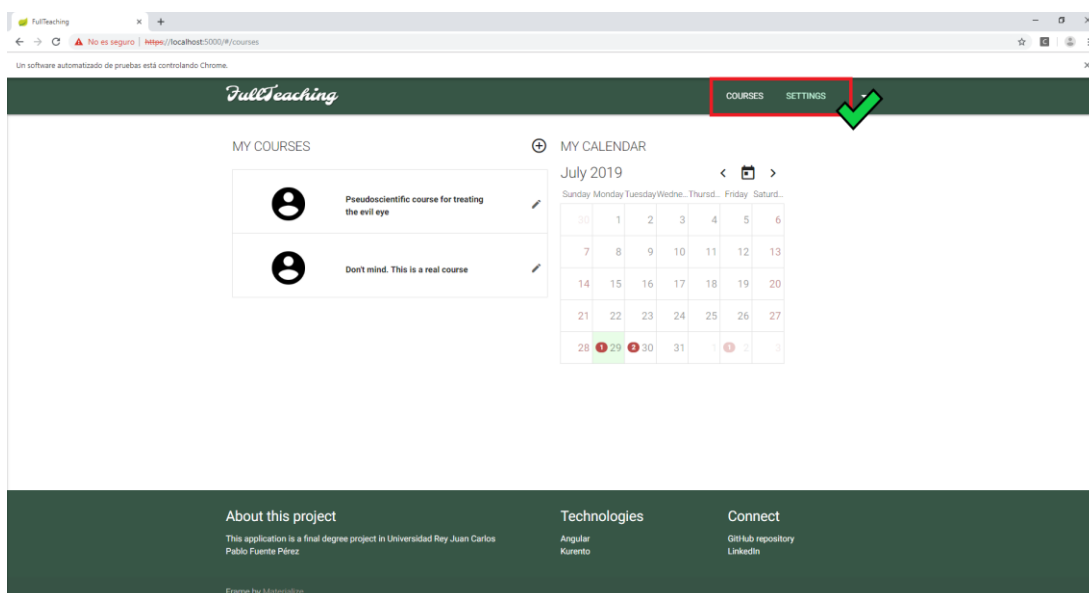 FullTeaching
No es seguro | https://localhost:5000/#/courses
Un software automatizado de pruebas está controlando Chrome.
FullTeaching
COURSES SETTINGS
MY COURSES
Pseudoscientific course for treating
the evil eye
Don't mind. This is a real course
MY CALENDAR
July 2019
Sunday Monday Tuesday Wedne... Thursd... Friday Saturd...
30 1 2 3 4 5 6
7 8 9 10 11 12 13
14 15 16 17 18 19 20
21 22 23 24 25 26 27
28 1 29 2 30 31 1 1 2 3
About this project
This application is a final degree project in Universidad Rey Juan Carlos
Pablo Fuente Pérez
Frame by Materialize
Technologies
Angular
Kurento
Connect
GitHub repository
LinkedIn